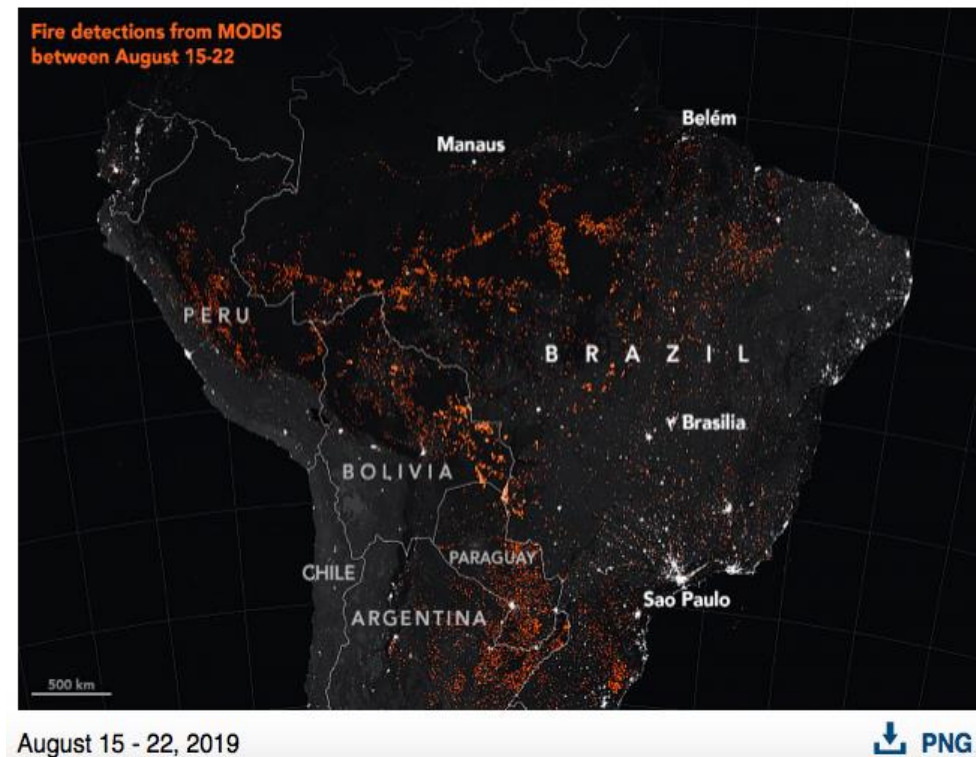 Fire detections from MODIS
between August 15-22
Belém
Manaus
PERU
BRAZIL
Brasilia
BOLIVIA
PARAGUAY
CHILE
Sao Paulo
ARGENTINA
500 km
August 15 - 22, 2019
PNG